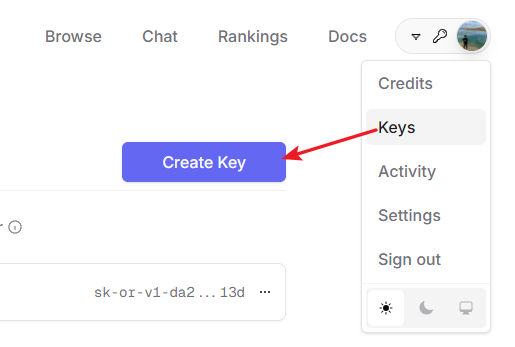 Browse Chat Rankings Docs
Credits
Keys
Create Key
Activity
Settings
Sign out
sk-or-v1-da2...13d